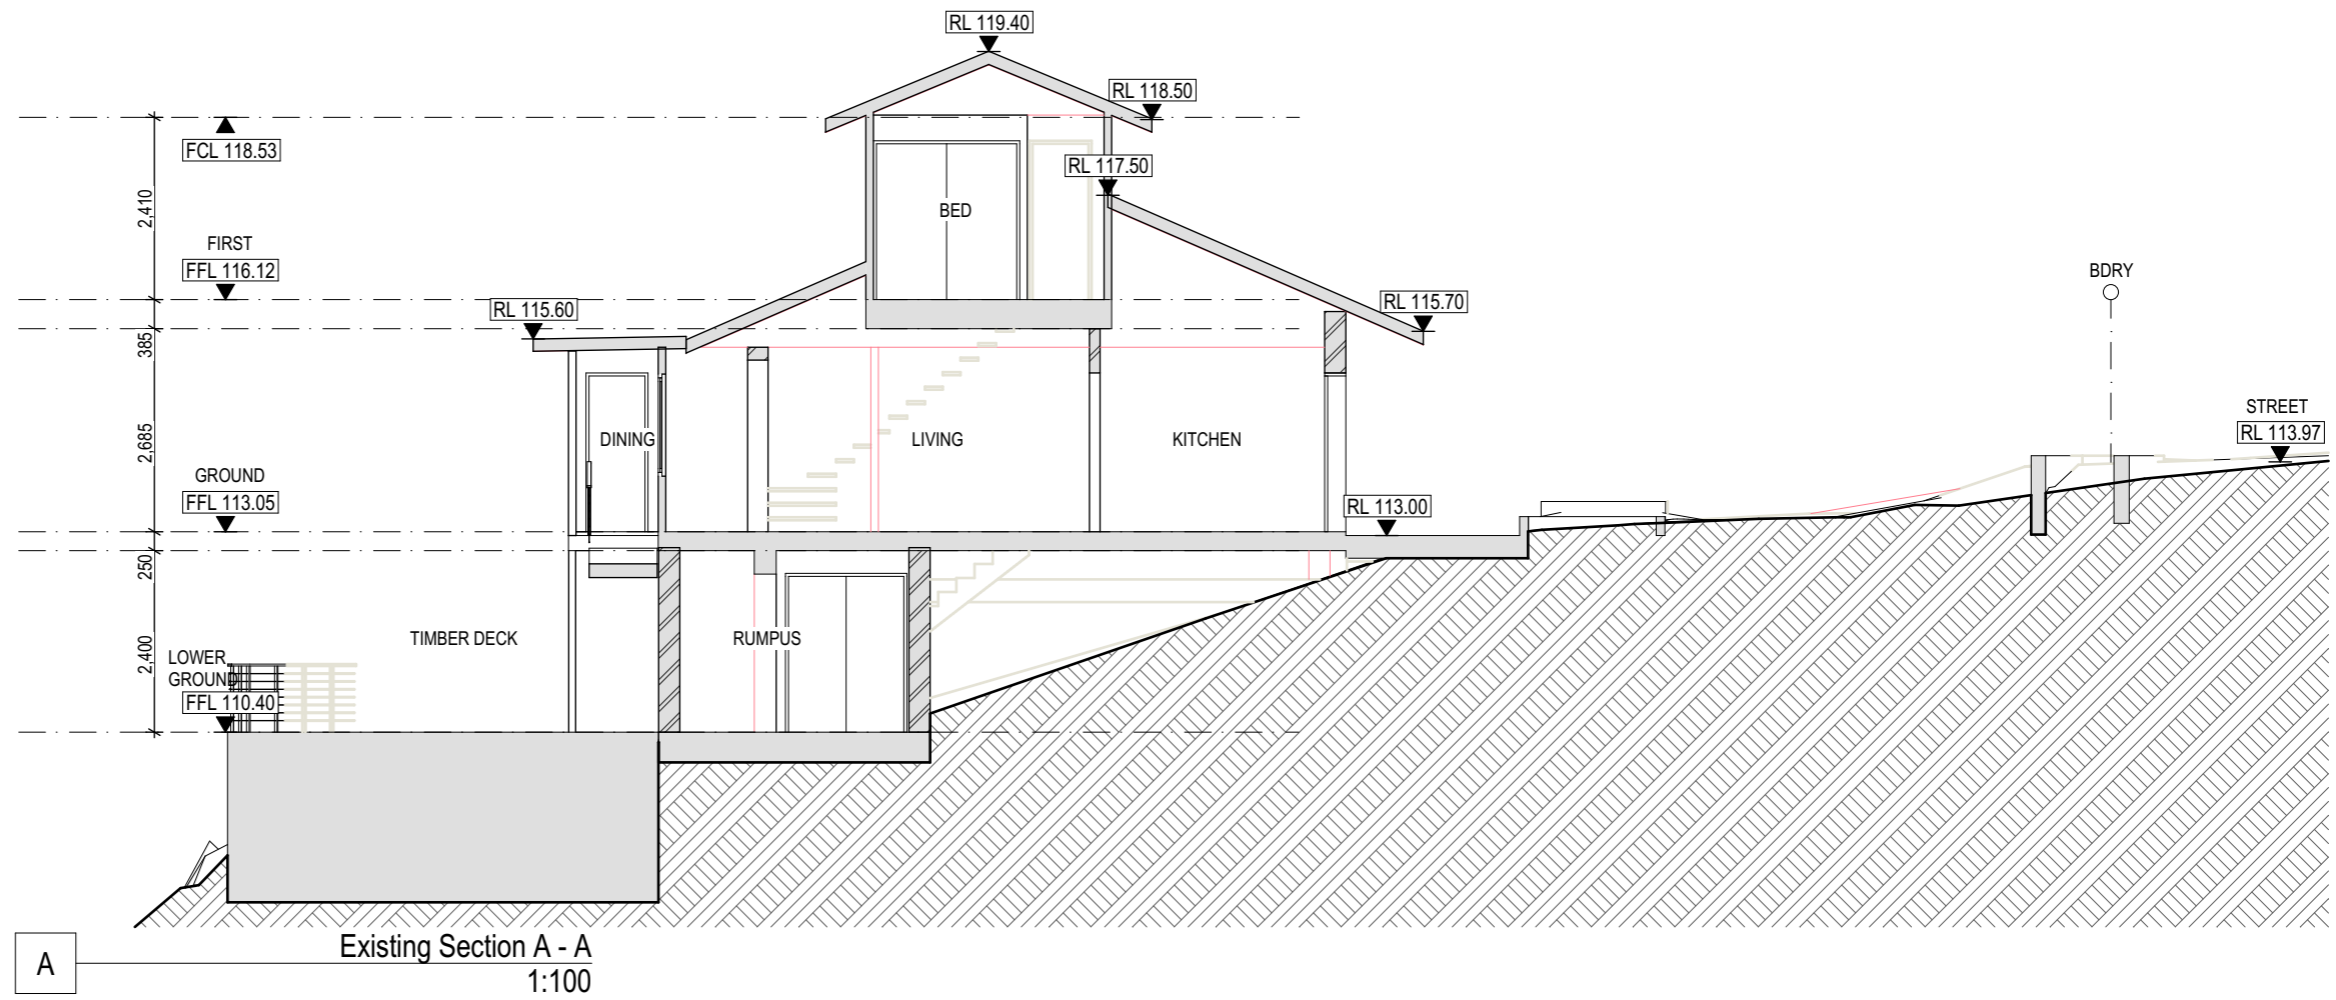 RL 119.40
RL 118.50
FCL 118.53
RL 117.50
2,410
BED
FIRST
FFL 116.12
BDRY
RL 115.60
RL 115.70
385
STREET
RL 113.97
2,685
DINING
LIVING
KITCHEN
GROUND
FFL 113.05
RL 113.00
250
TIMBER DECK
RUMPUS
2,400
LOWER
GROUND
FFL 110.40
A
Existing Section A - A
1:100